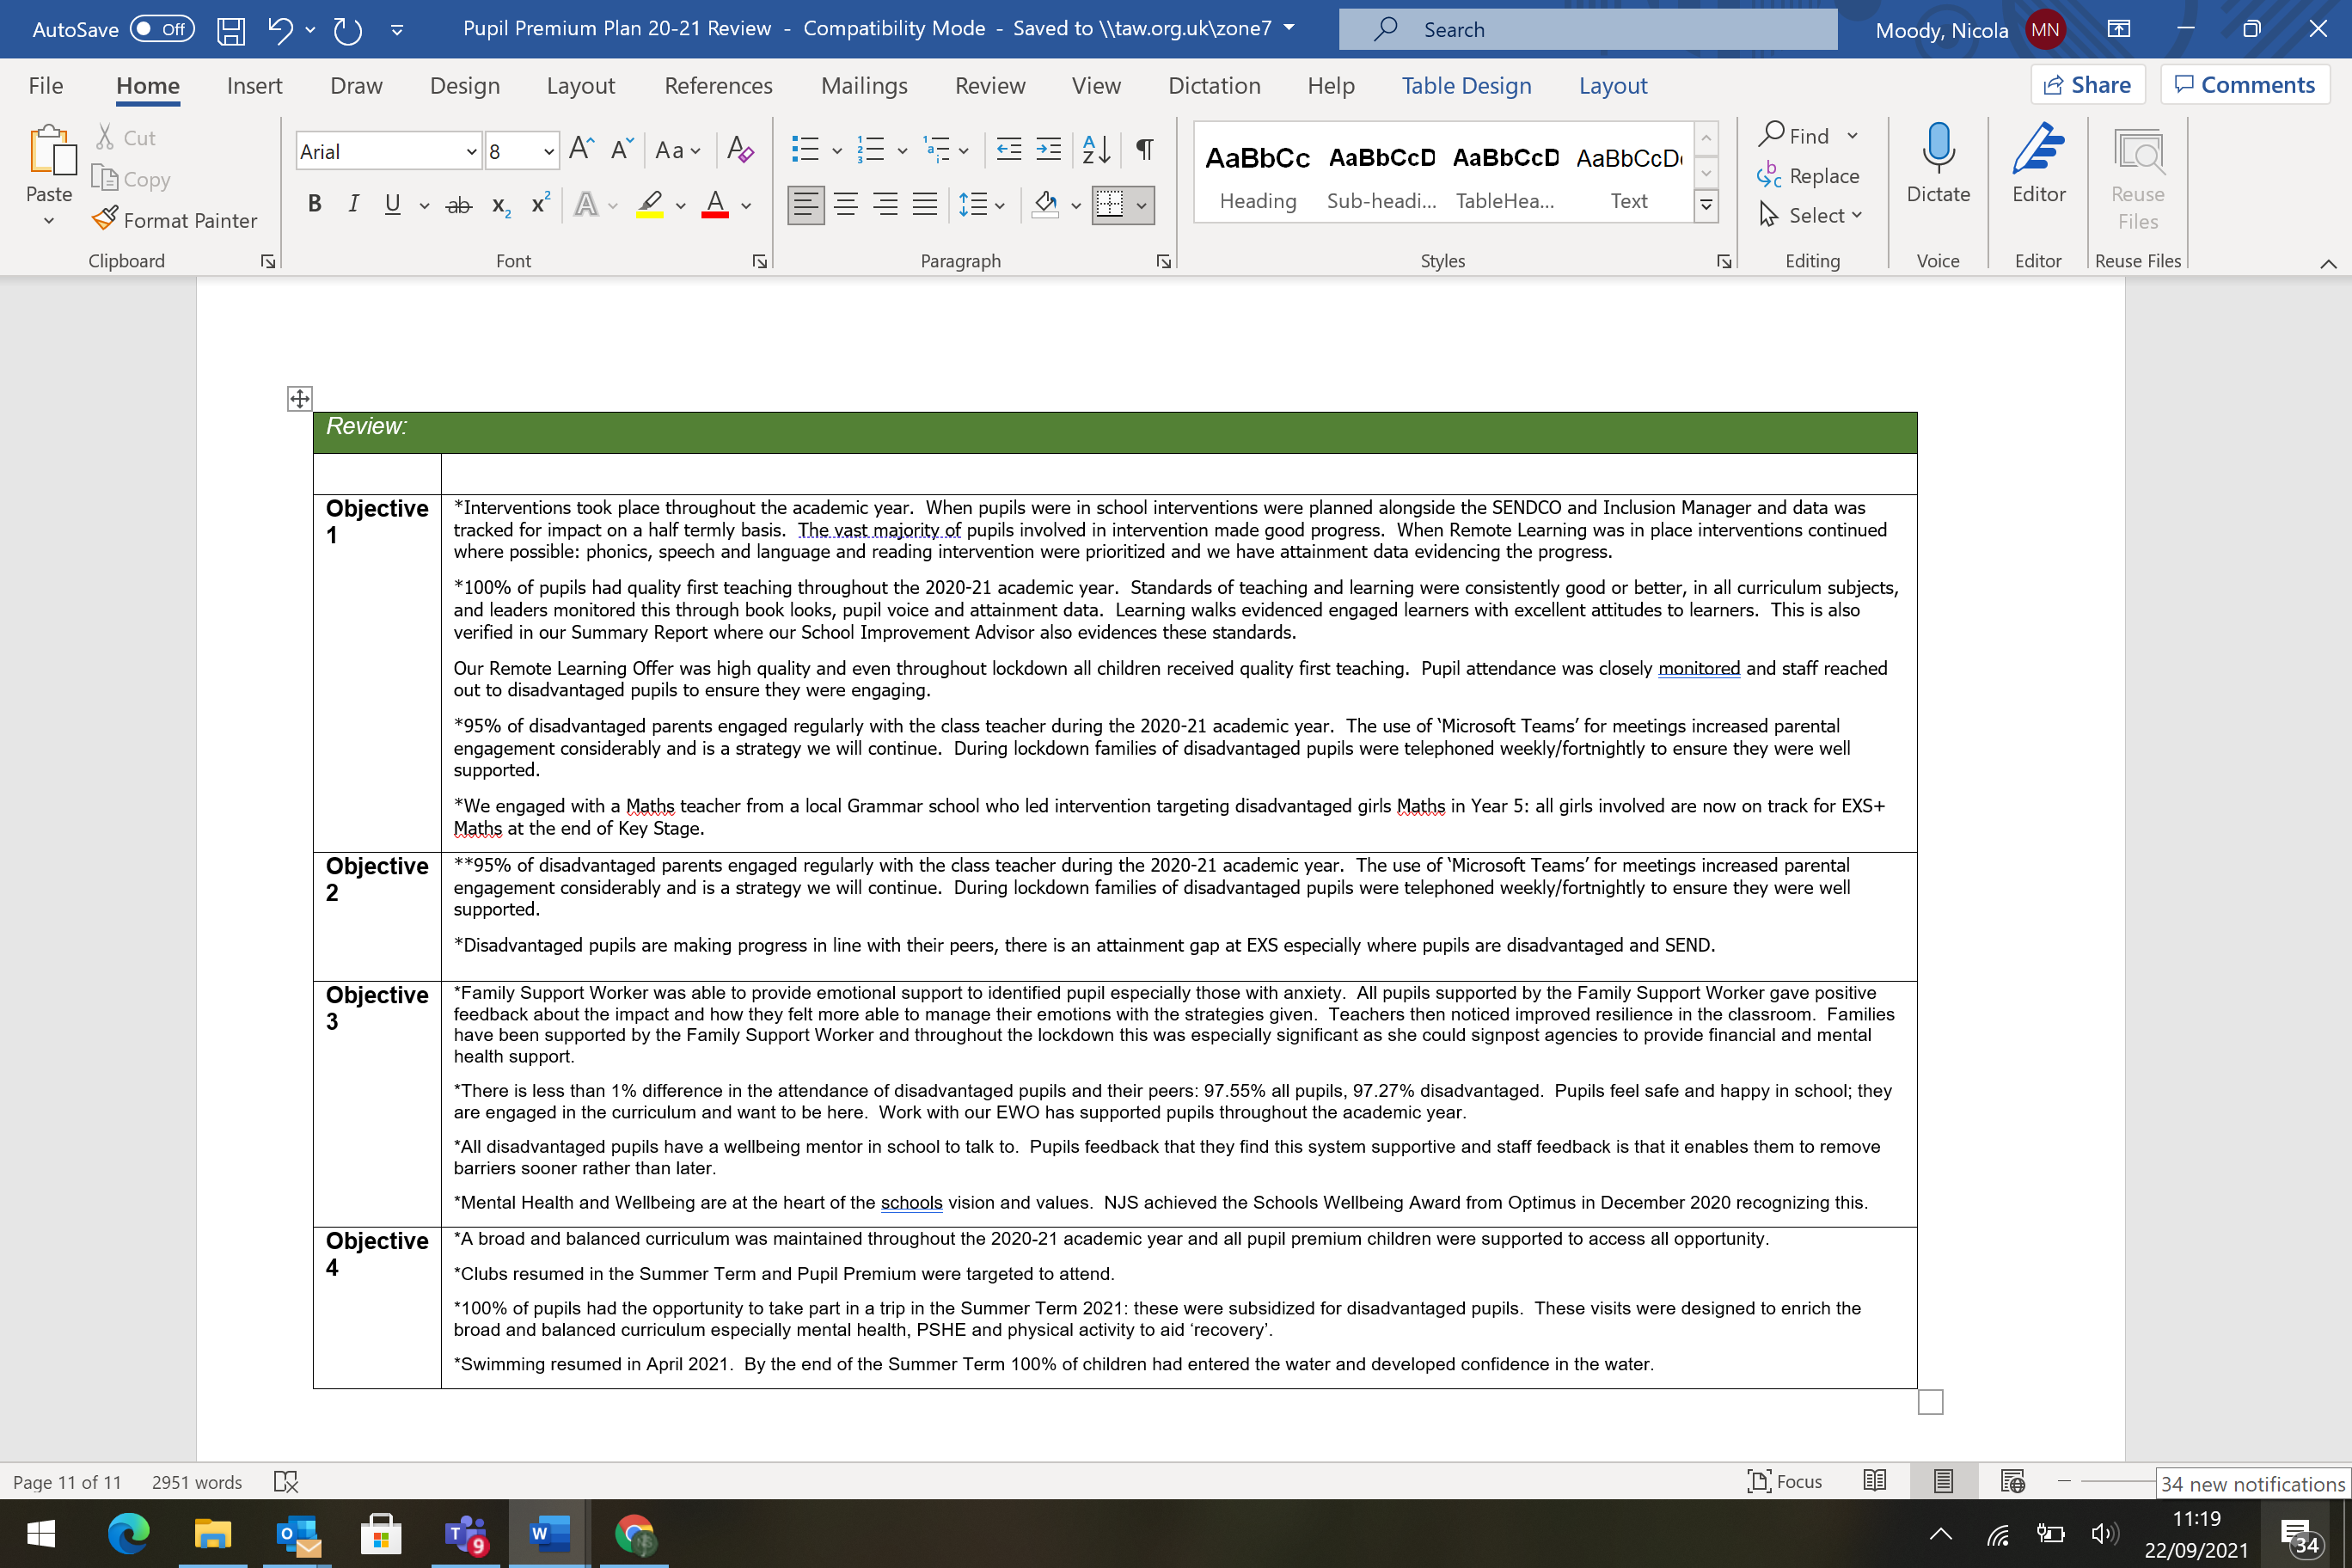 AutoSave Off Pupil Premium Plan 20-21 Review - Compatibility Mode - Saved to \\taw.org.uk\zone7 Search Moody, Nicola MN
File Home Insert Draw Design Layout References Mailings Review View Dictation Help Table Design Layout Share Comments
Paste Cut Copy Format Painter
Clipboard
Arial 8 Aa
B I U ab x2 x2 A A
Font
Paragraph
AaBbCc AaBbCcD AaBbCcD AaBbCcD
Heading Sub-headi... TableHea... Text
Styles
Find
Replace
Select
Editing
Dictate
Voice
Editor
Editor
Reuse Files
Reuse Files
Review:
Objective 1
*Interventions took place throughout the academic year. When pupils were in school interventions were planned alongside the SENDCO and Inclusion Manager and data was
tracked for impact on a half termly basis. The vast majority of pupils involved in intervention made good progress. When Remote Learning was in place interventions continued
where possible: phonics, speech and language and reading intervention were prioritized and we have attainment data evidencing the progress.
*100% of pupils had quality first teaching throughout the 2020-21 academic year. Standards of teaching and learning were consistently good or better, in all curriculum subjects,
and leaders monitored this through book looks, pupil voice and attainment data. Learning walks evidenced engaged learners with excellent attitudes to learners. This is also
verified in our Summary Report where our School Improvement Advisor also evidences these standards.
Our Remote Learning Offer was high quality and even throughout lockdown all children received quality first teaching. Pupil attendance was closely monitored and staff reached
out to disadvantaged pupils to ensure they were engaging.
*95% of disadvantaged parents engaged regularly with the class teacher during the 2020-21 academic year. The use of ‘Microsoft Teams’ for meetings increased parental
engagement considerably and is a strategy we will continue. During lockdown families of disadvantaged pupils were telephoned weekly/fortnightly to ensure they were well
supported.
*We engaged with a Maths teacher from a local Grammar school who led intervention targeting disadvantaged girls Maths in Year 5: all girls involved are now on track for EXS+
Maths at the end of Key Stage.
Objective 2
**95% of disadvantaged parents engaged regularly with the class teacher during the 2020-21 academic year. The use of ‘Microsoft Teams’ for meetings increased parental
engagement considerably and is a strategy we will continue. During lockdown families of disadvantaged pupils were telephoned weekly/fortnightly to ensure they were well
supported.
*Disadvantaged pupils are making progress in line with their peers, there is an attainment gap at EXS especially where pupils are disadvantaged and SEND.
Objective 3
*Family Support Worker was able to provide emotional support to identified pupil especially those with anxiety. All pupils supported by the Family Support Worker gave positive
feedback about the impact and how they felt more able to manage their emotions with the strategies given. Teachers then noticed improved resilience in the classroom. Families
have been supported by the Family Support Worker and throughout the lockdown this was especially significant as she could signpost agencies to provide financial and mental
health support.
*There is less than 1% difference in the attendance of disadvantaged pupils and their peers: 97.55% all pupils, 97.27% disadvantaged. Pupils feel safe and happy in school; they
are engaged in the curriculum and want to be here. Work with our EWO has supported pupils throughout the academic year.
*All disadvantaged pupils have a wellbeing mentor in school to talk to. Pupils feedback that they find this system supportive and staff feedback is that it enables them to remove
barriers sooner rather than later.
*Mental Health and Wellbeing are at the heart of the schools vision and values. NJS achieved the Schools Wellbeing Award from Optimus in December 2020 recognizing this.
Objective 4
*A broad and balanced curriculum was maintained throughout the 2020-21 academic year and all pupil premium children were supported to access all opportunity.
*Clubs resumed in the Summer Term and Pupil Premium were targeted to attend.
*100% of pupils had the opportunity to take part in a trip in the Summer Term 2021: these were subsidized for disadvantaged pupils. These visits were designed to enrich the
broad and balanced curriculum especially mental health, PSHE and physical activity to aid ‘recovery’.
*Swimming resumed in April 2021. By the end of the Summer Term 100% of children had entered the water and developed confidence in the water.
Page 11 of 11 2951 words Focus 34 new notifications
9 11:19
22/09/2021 34